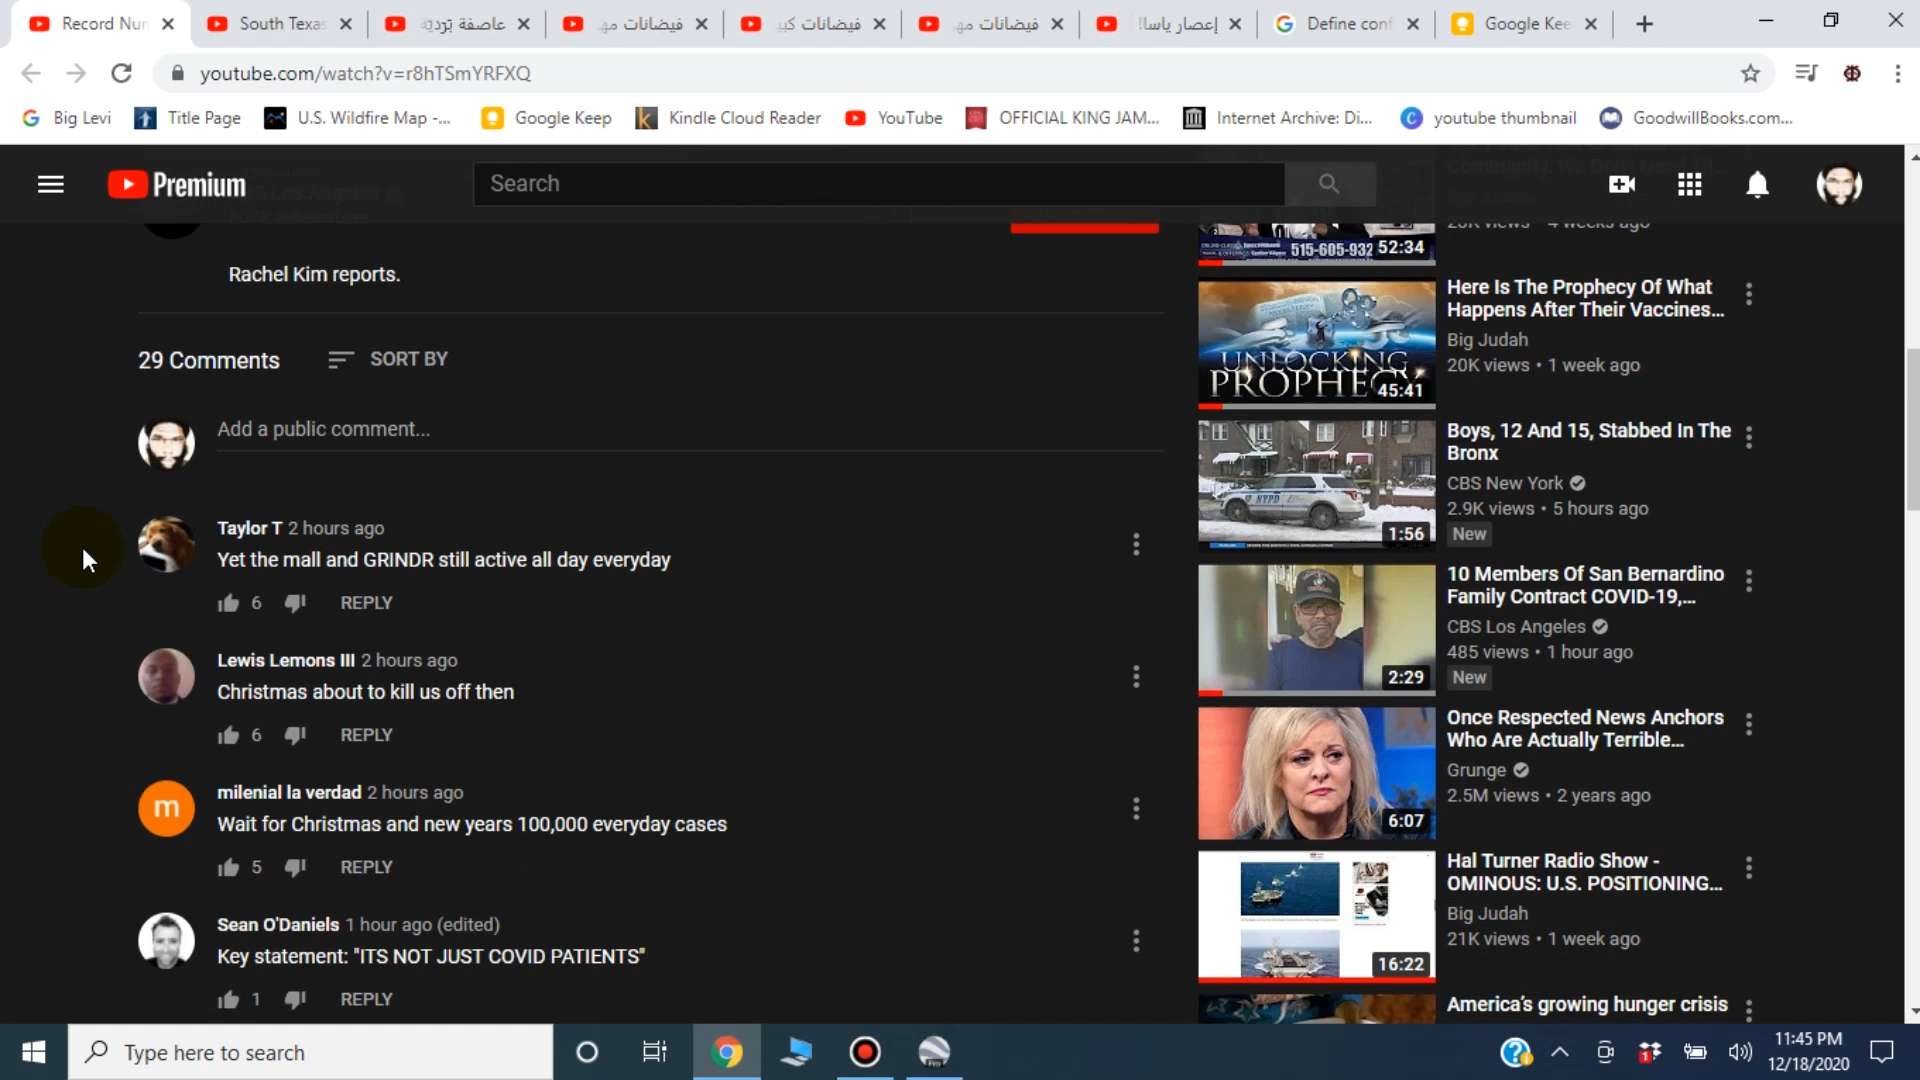 Record Nun
South Texas
عاصفة بَرَديّة
فيضانات مه
فيضانات كبي
فيضانات مه
إعصار ياسا!
Define conf
Google Kee
youtube.com/watch?v=r8hTSmYRFXQ
Big Levi
Title Page
U.S. Wildfire Map -...
Google Keep
Kindle Cloud Reader
YouTube
OFFICIAL KING JAM...
Internet Archive: Di...
youtube thumbnail
GoodwillBooks.com...
Premium
Search
Rachel Kim reports.
29 Comments
SORT BY
Add a public comment...
Taylor T 2 hours ago
Yet the mall and GRINDR still active all day everyday
6 REPLY
Lewis Lemons III 2 hours ago
Christmas about to kill us off then
6 REPLY
m
milenial la verdad 2 hours ago
Wait for Christmas and new years 100,000 everyday cases
5 REPLY
Sean O'Daniels 1 hour ago (edited)
Key statement: "ITS NOT JUST COVID PATIENTS"
1 REPLY
515-605-932
52:34
UNLOCKING
PROPHECY
45:41
Here Is The Prophecy Of What
Happens After Their Vaccines...
Big Judah
20K views • 1 week ago
NYPD
1:56
Boys, 12 And 15, Stabbed In The
Bronx
CBS New York
2.9K views • 5 hours ago
New
2:29
10 Members Of San Bernardino
Family Contract COVID-19,...
CBS Los Angeles
485 views • 1 hour ago
New
6:07
Once Respected News Anchors
Who Are Actually Terrible...
Grunge
2.5M views • 2 years ago
16:22
Hal Turner Radio Show -
OMINOUS: U.S. POSITIONING...
Big Judah
21K views • 1 week ago
America's growing hunger crisis
Type here to search
11:45 PM
12/18/2020